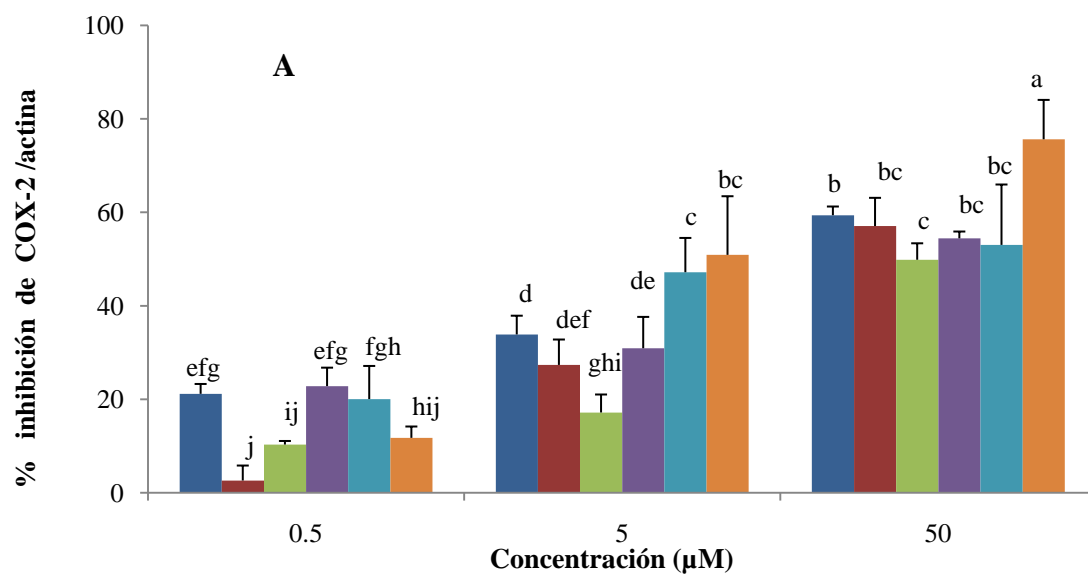 100
A
a
80
bc
bc
b
bc
bc
c
c
60
d
de
def
40
efg
fgh
ghi
efg
20
hij
ij
j
0
0.5
5
50
Concentración (µM)
% inhibición de COX-2 /actina